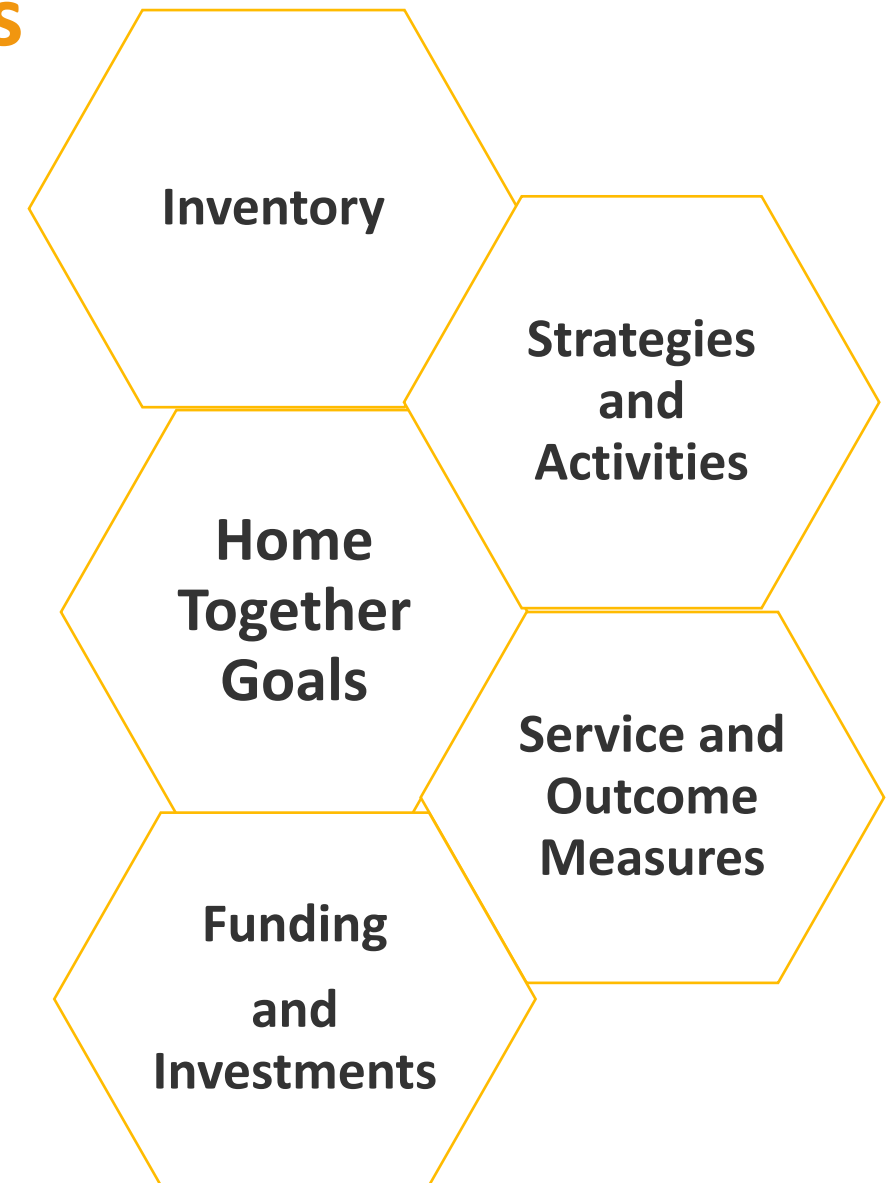 s
Inventory
Strategies
and
Activities
Home
Together
Goals
Service and
Outcome
Measures
Funding
and
Investments